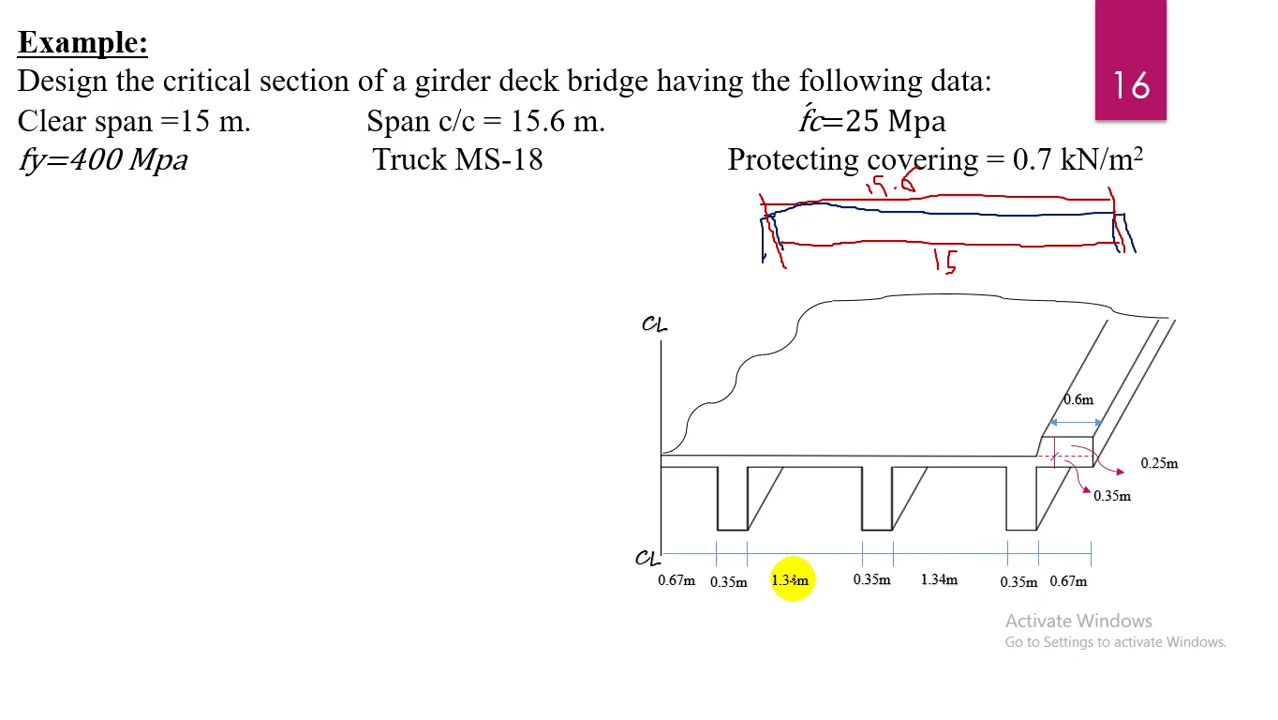 16
Example:
Design the critical section of a girder deck bridge having the following data:
Clear span =15 m. Span c/c = 15.6 m. f́c=25 Mpa
fy=400 Mpa Truck MS-18 Protecting covering = 0.7 kN/m²
15.6
15
CL
0.6m
0.25m
0.35m
CL
0.67m 0.35m 1.34m 0.35m 1.34m 0.35m 0.67m
Activate Windows
Go to Settings to activate Windows.